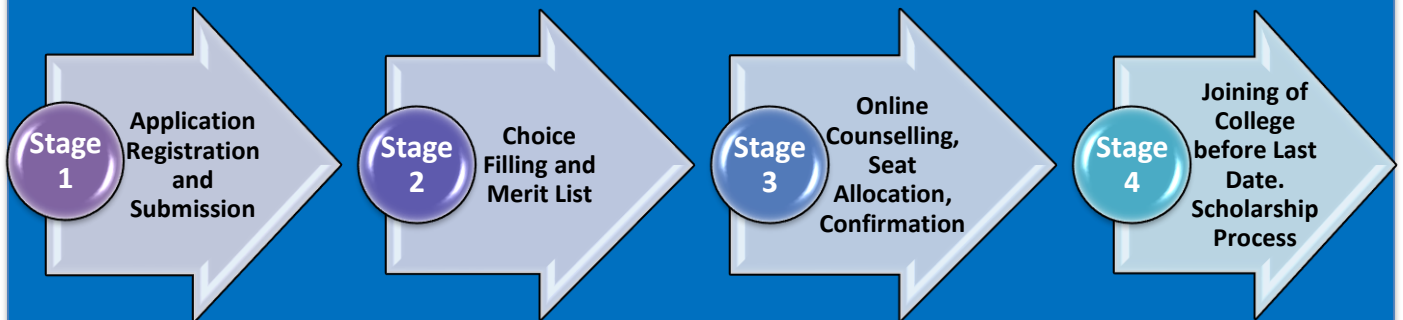 Stage
1
Application
Registration
and
Submission
Stage
2
Choice
Filling and
Merit List
Stage
3
Online
Counselling,
Seat
Allocation,
Confirmation
Stage
4
Joining of
College
before Last
Date.
Scholarship
Process